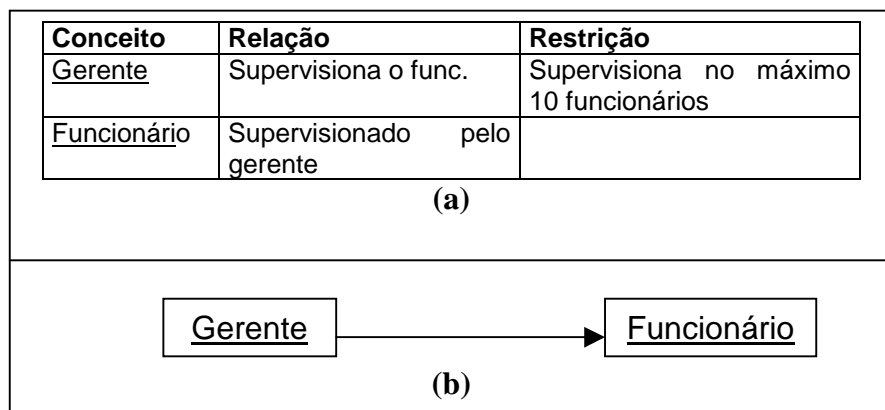 Conceito Relação Restrição
Gerente Supervisiona o func. Supervisiona no máximo
10 funcionários
Funcionário Supervisionado pelo
gerente
(a)
Gerente Funcionário
(b)